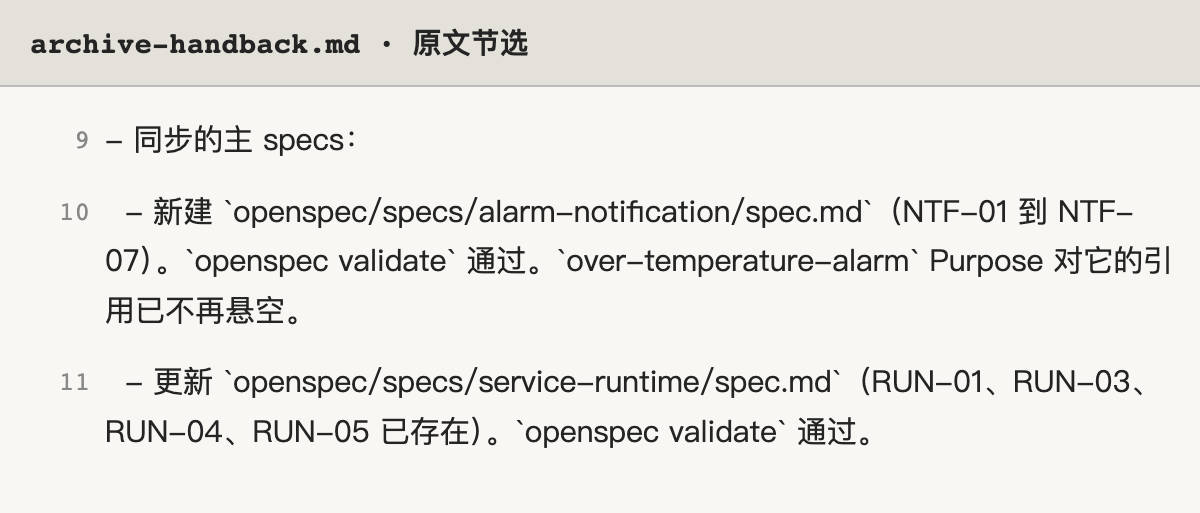 archive-handback.md · 原文节选
9 – 同步的主 specs：
10 – 新建 `openspec/specs/alarm-notification/spec.md`（NTF-01 到 NTF-
07）。`openspec validate` 通过。`over-temperature-alarm` Purpose 对它的引
用已不再悬空。
11 – 更新 `openspec/specs/service-runtime/spec.md`（RUN-01、RUN-03、
RUN-04、RUN-05 已存在）。`openspec validate` 通过。